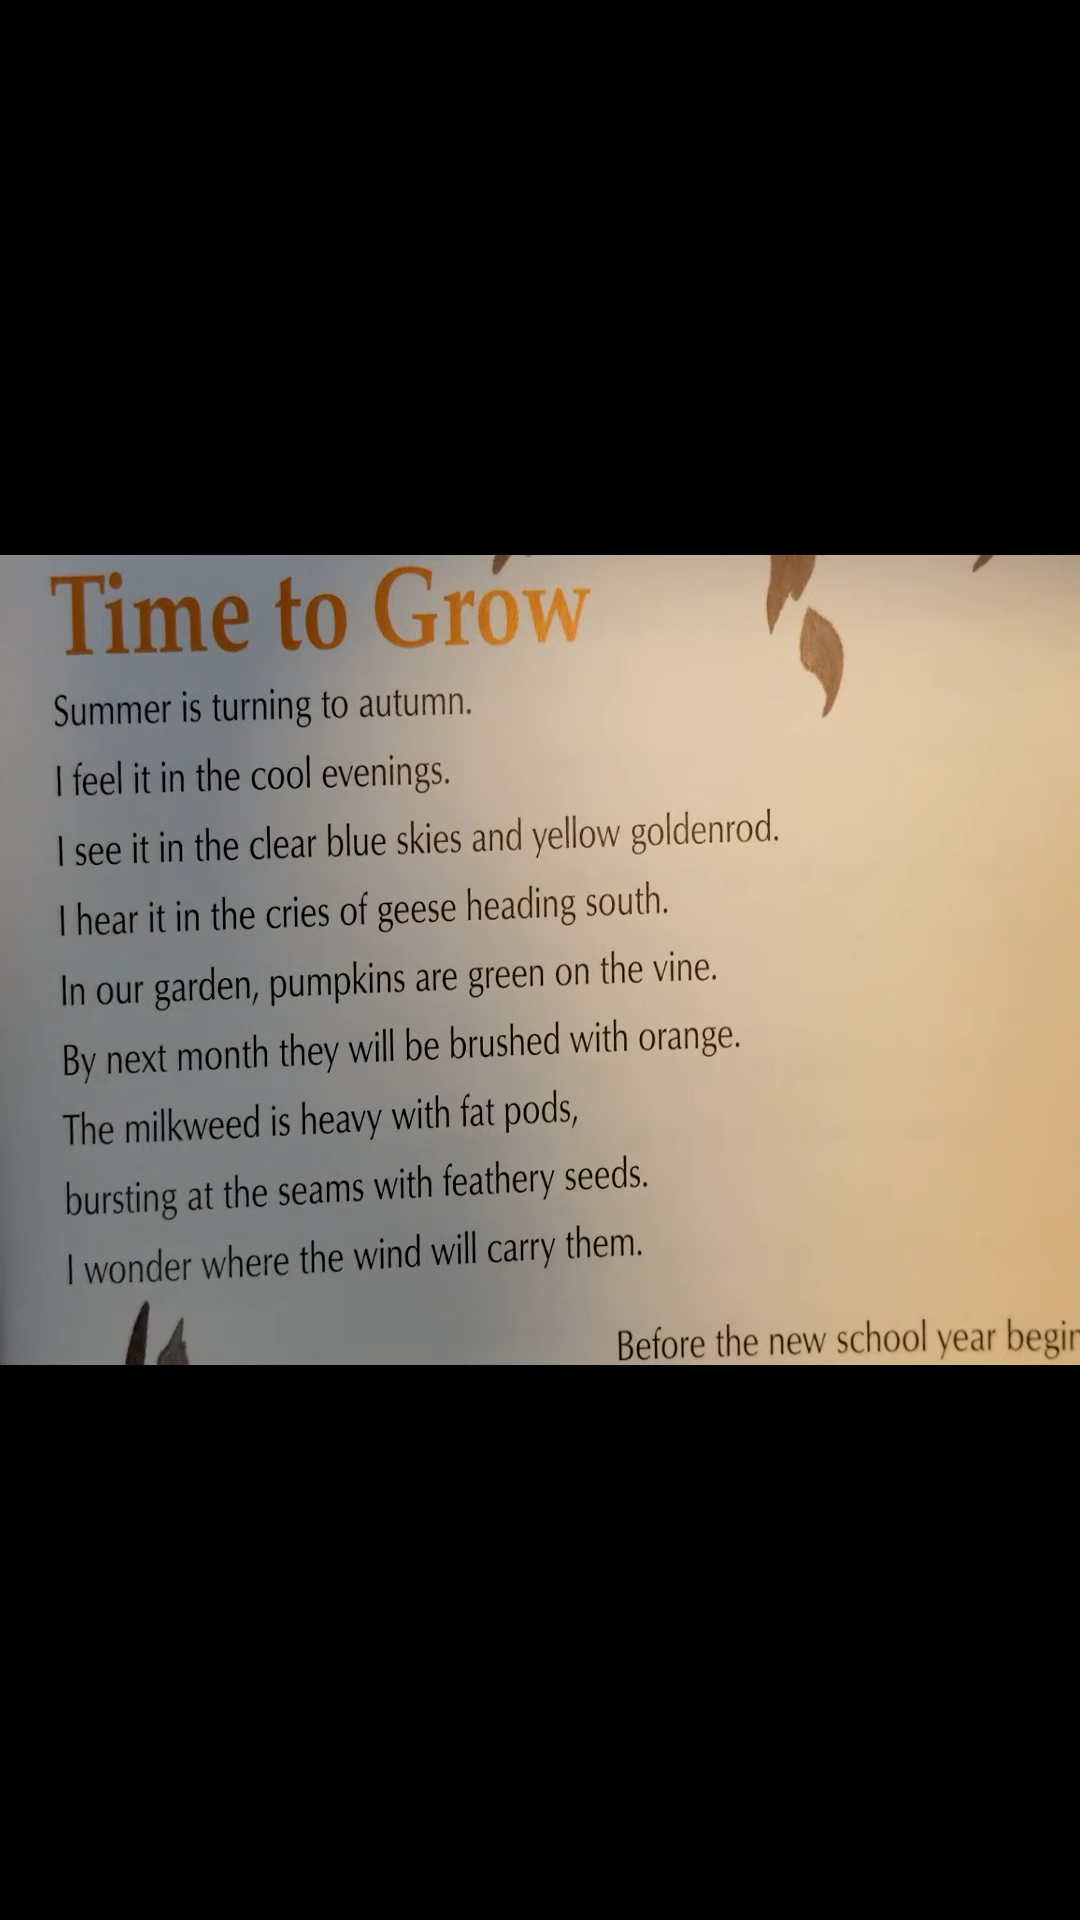 Time to Grow
Summer is turning to autumn.
I feel it in the cool evenings.
I see it in the clear blue skies and yellow goldenrod.
I hear it in the cries of geese heading south.
In our garden, pumpkins are green on the vine.
By next month they will be brushed with orange.
The milkweed is heavy with fat pods,
bursting at the seams with feathery seeds.
I wonder where the wind will carry them.
Before the new school year begin